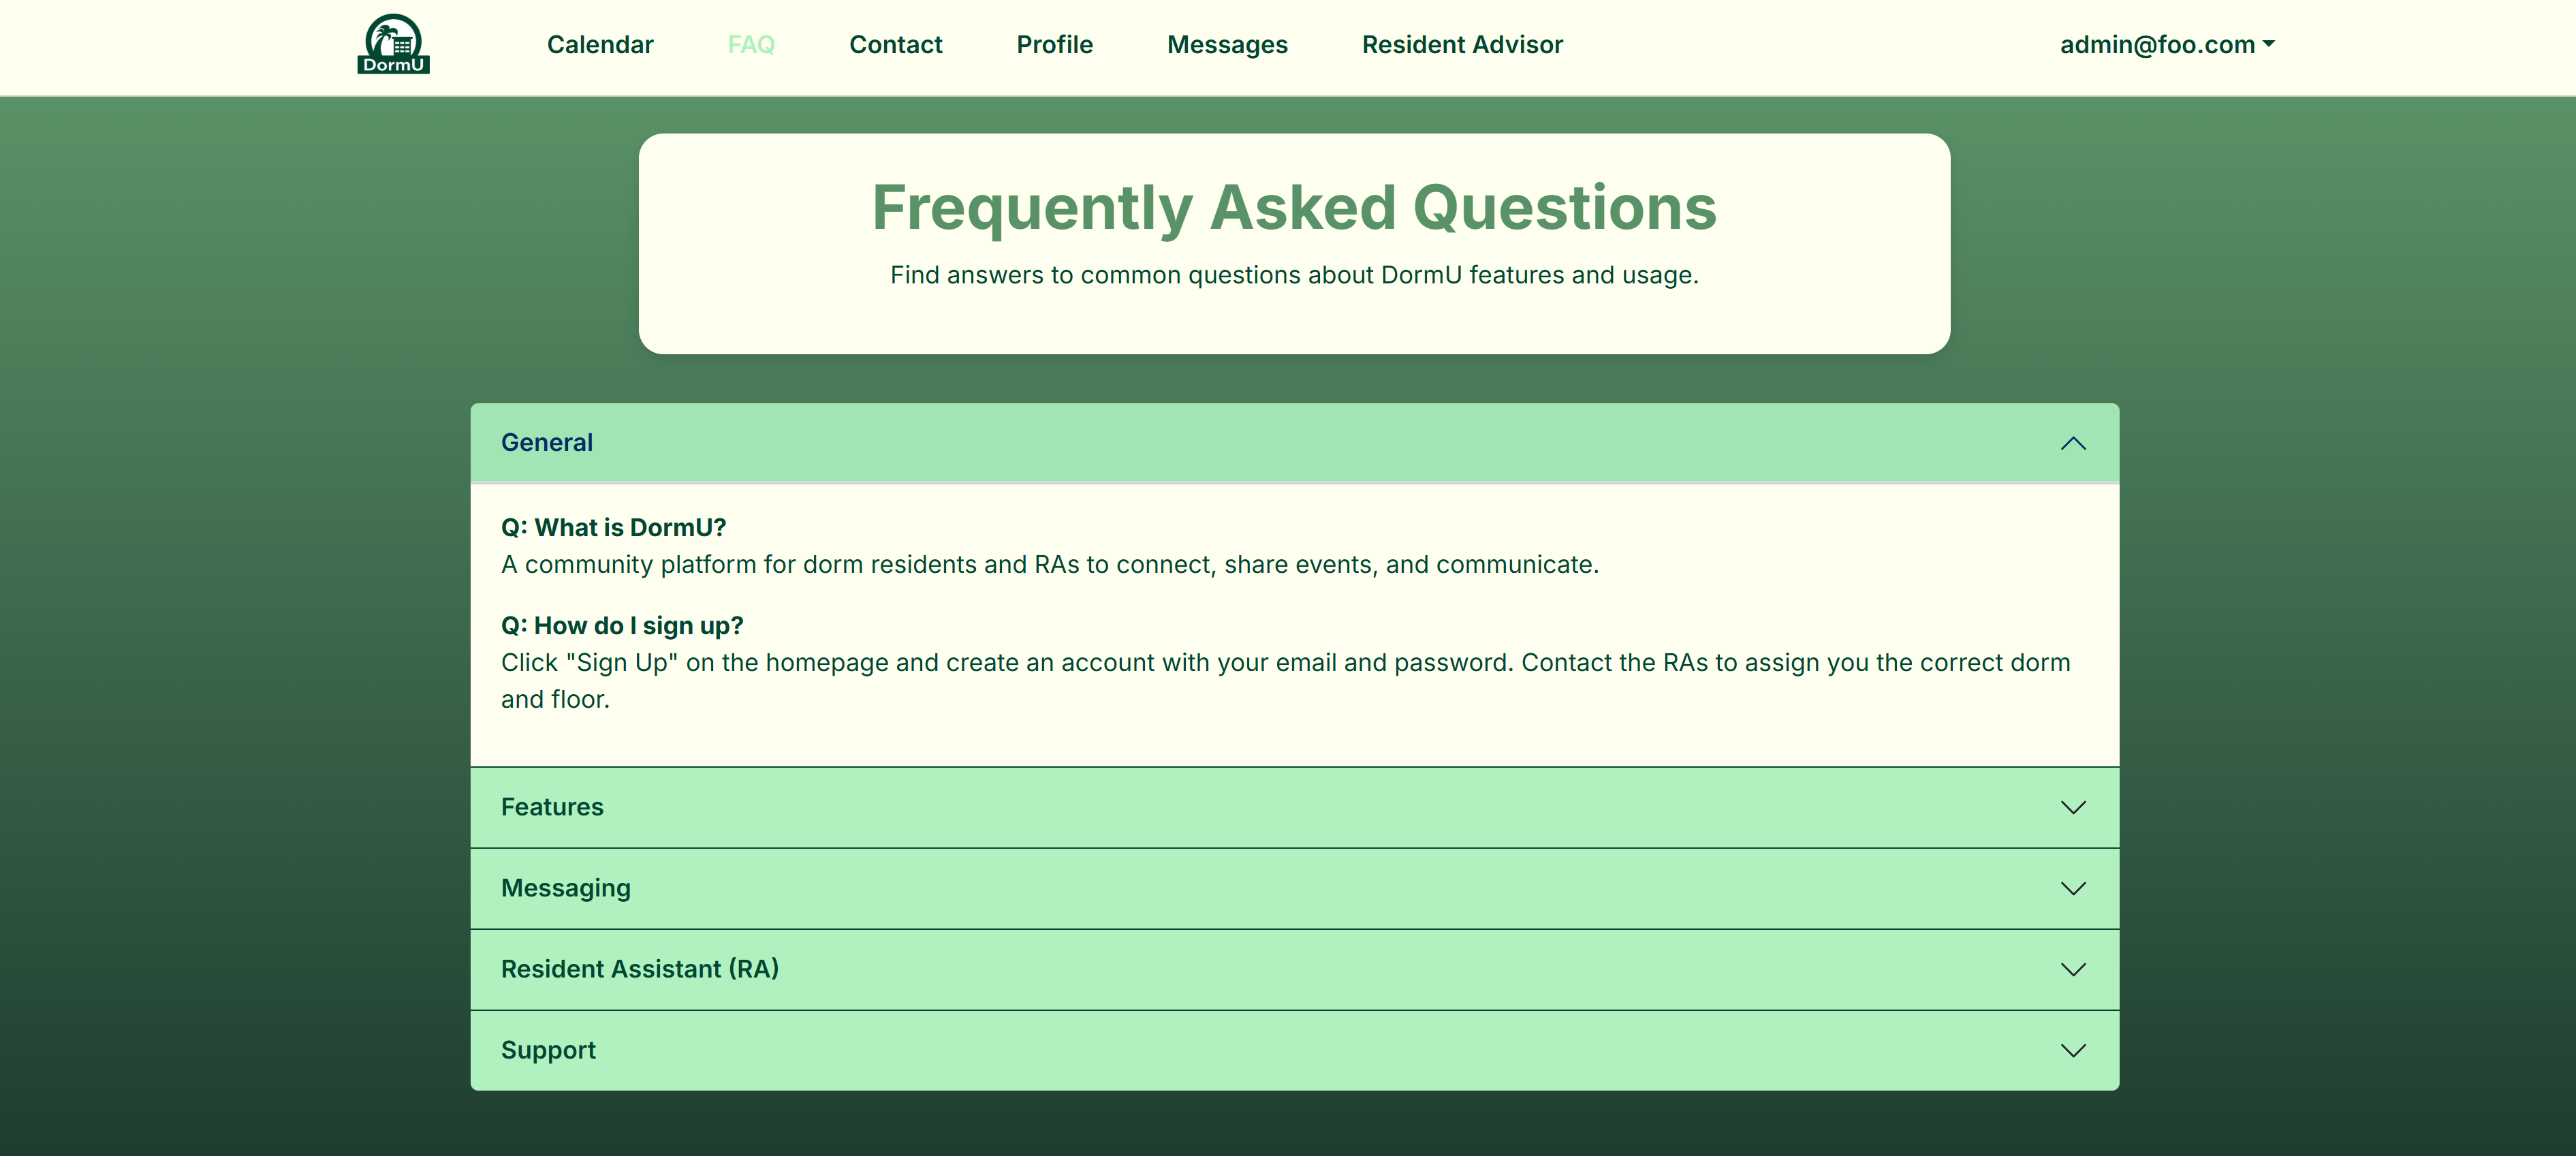 DormU
Calendar
FAQ
Contact
Profile
Messages
Resident Advisor
admin@foo.com
Frequently Asked Questions
Find answers to common questions about DormU features and usage.
General
Q: What is DormU?
A community platform for dorm residents and RAs to connect, share events, and communicate.
Q: How do I sign up?
Click "Sign Up" on the homepage and create an account with your email and password. Contact the RAs to assign you the correct dorm
and floor.
Features
Messaging
Resident Assistant (RA)
Support